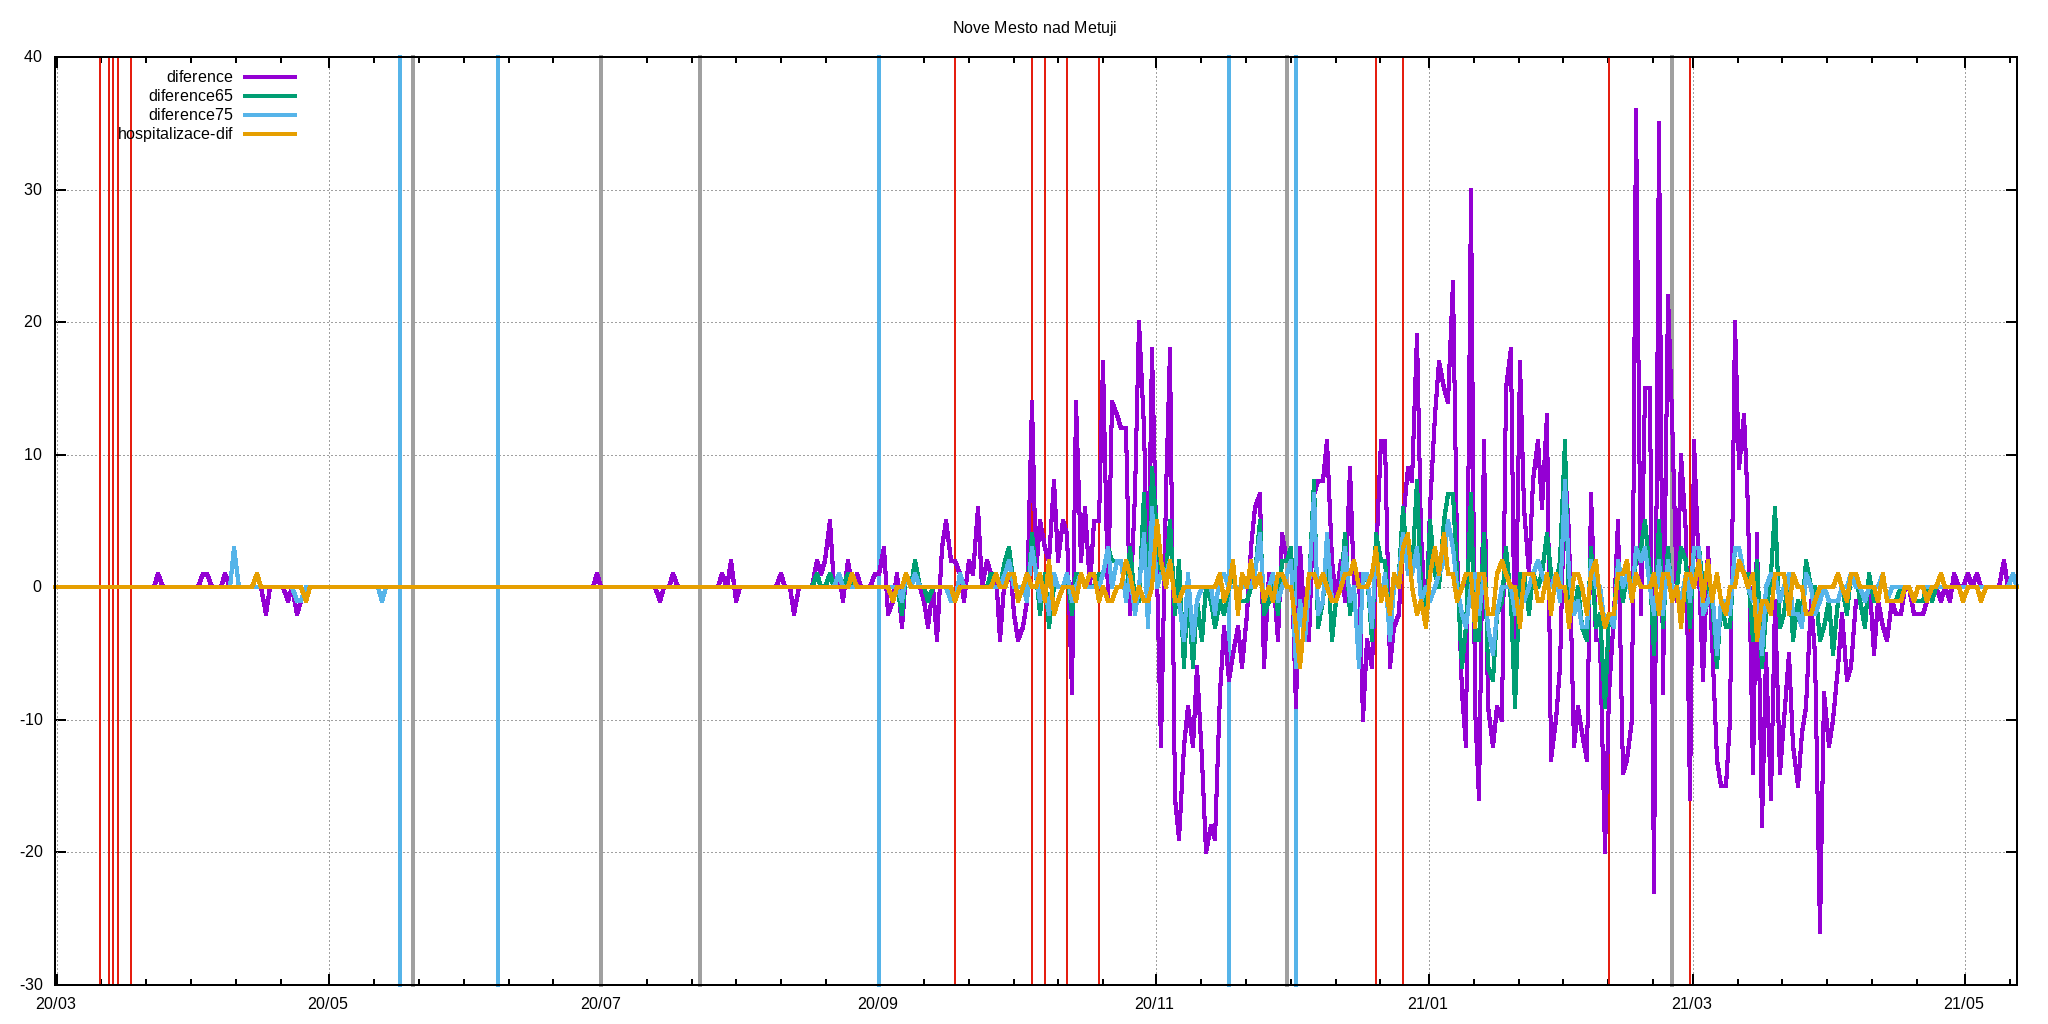 Nove Mesto nad Metuji
40
diference
diference65
diference75
hospitalizace-dif
30
20
10
0
-10
-20
-30
20/03 20/05 20/07 20/09 20/11 21/01 21/03 21/05